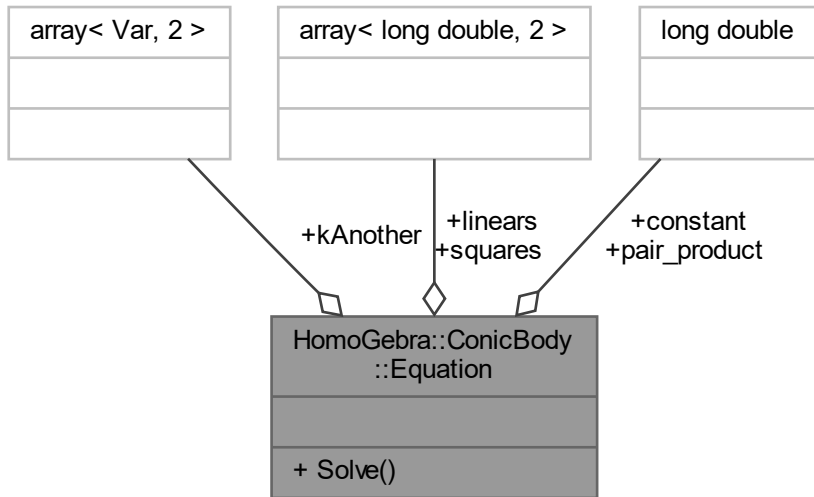 array< Var, 2 >
array< long double, 2 >
long double
+kAnother
+linears
+squares
+constant
+pair_product
HomoGebra::ConicBody
::Equation
+ Solve()